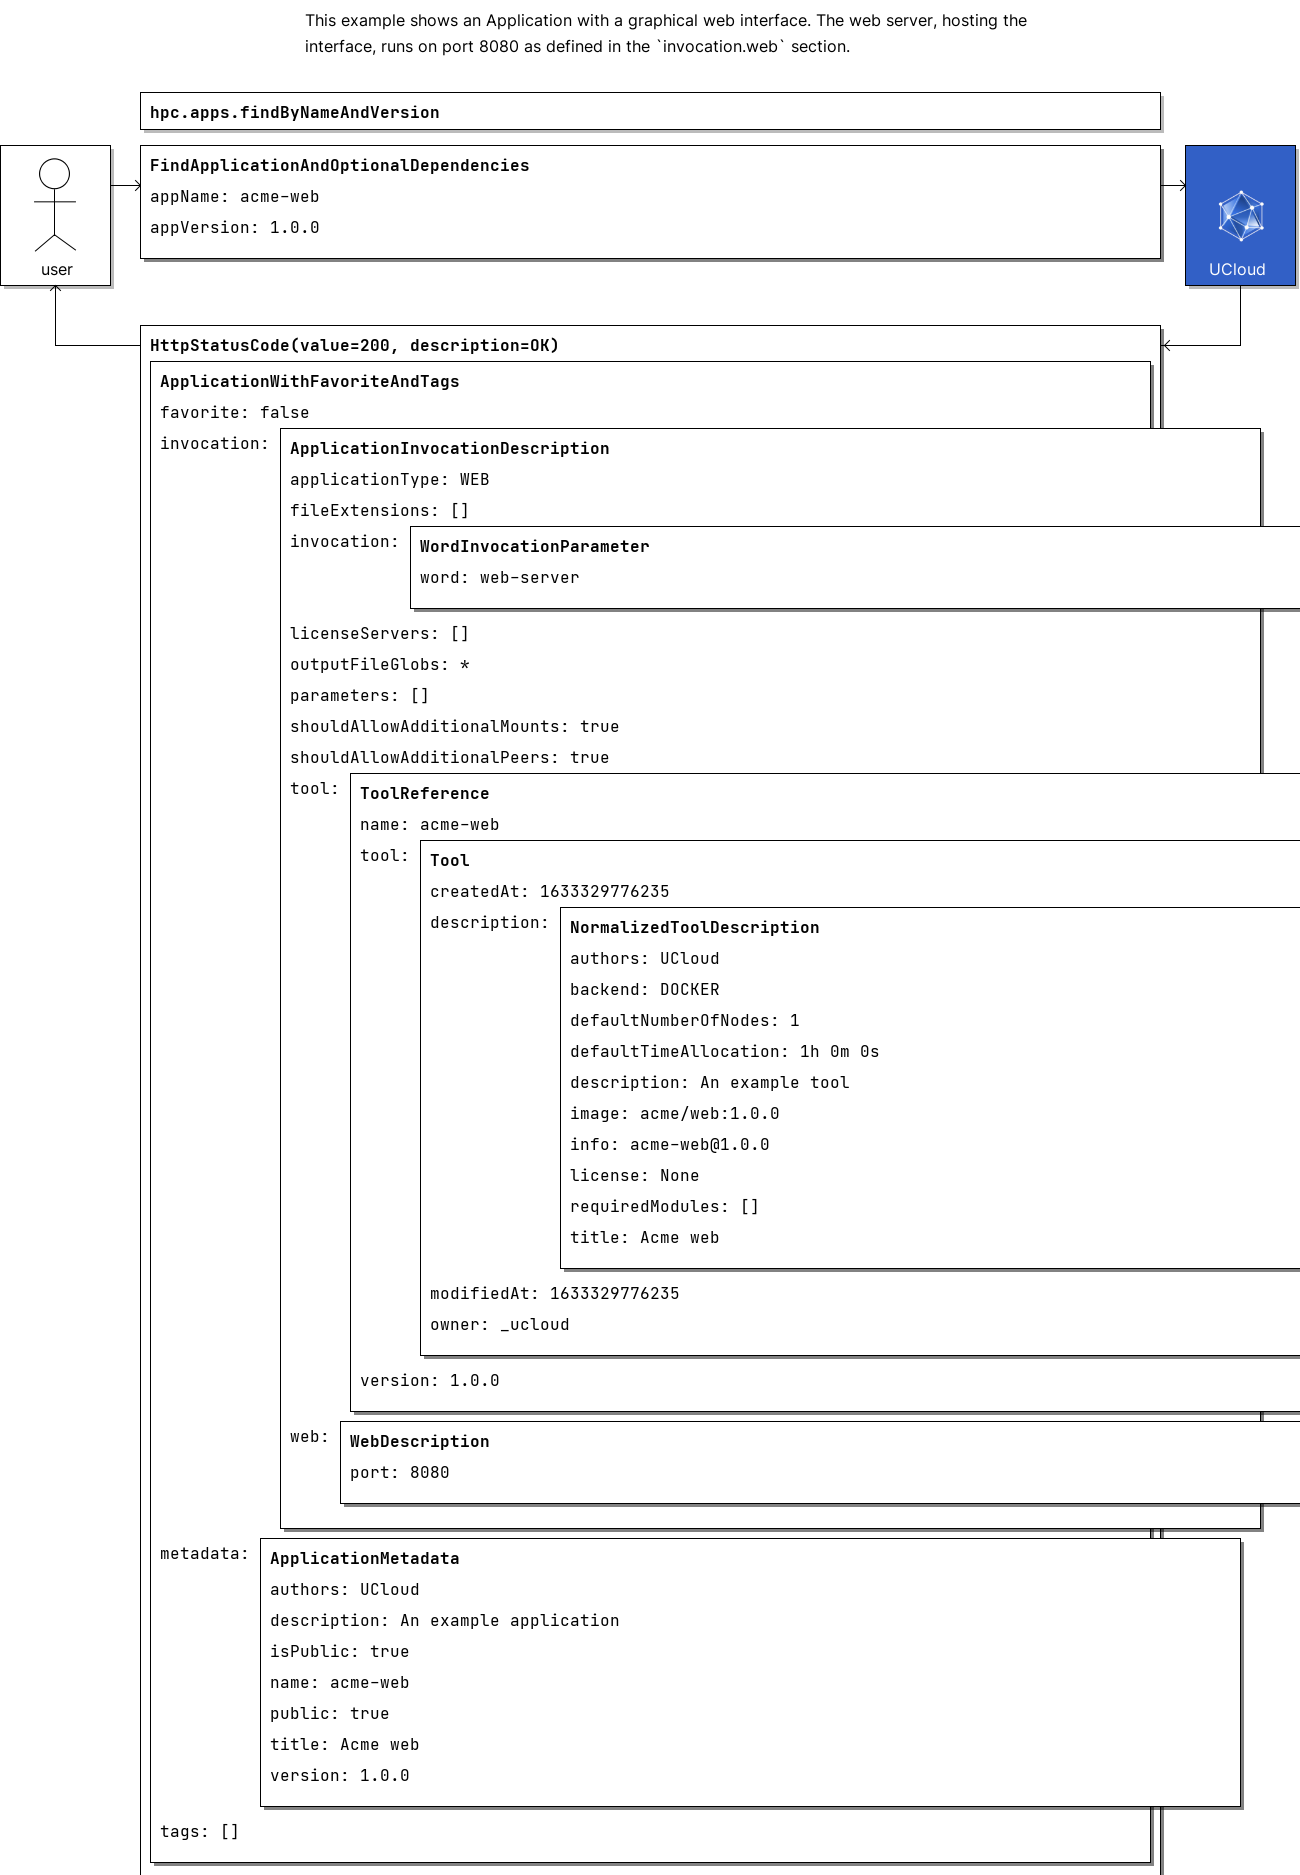 This example shows an Application with a graphical web interface. The web server, hosting the
interface, runs on port 8080 as defined in the `invocation.web` section.
hpc.apps.findByNameAndVersion
FindApplicationAndOptionalDependencies
appName: acme-web
appVersion: 1.0.0
user
UCloud
HttpStatusCode(value=200, description=OK)
ApplicationWithFavoriteAndTags
favorite: false
invocation:
ApplicationInvocationDescription
applicationType: WEB
fileExtensions: []
invocation:
WordInvocationParameter
word: web-server
licenseServers: []
outputFileGlobs: *
parameters: []
shouldAllowAdditionalMounts: true
shouldAllowAdditionalPeers: true
tool:
ToolReference
name: acme-web
tool:
Tool
createdAt: 1633329776235
description:
NormalizedToolDescription
authors: UCloud
backend: DOCKER
defaultNumberOfNodes: 1
defaultTimeAllocation: 1h 0m 0s
description: An example tool
image: acme/web:1.0.0
info: acme-web@1.0.0
license: None
requiredModules: []
title: Acme web
modifiedAt: 1633329776235
owner: _ucloud
version: 1.0.0
web:
WebDescription
port: 8080
metadata:
ApplicationMetadata
authors: UCloud
description: An example application
isPublic: true
name: acme-web
public: true
title: Acme web
version: 1.0.0
tags: []